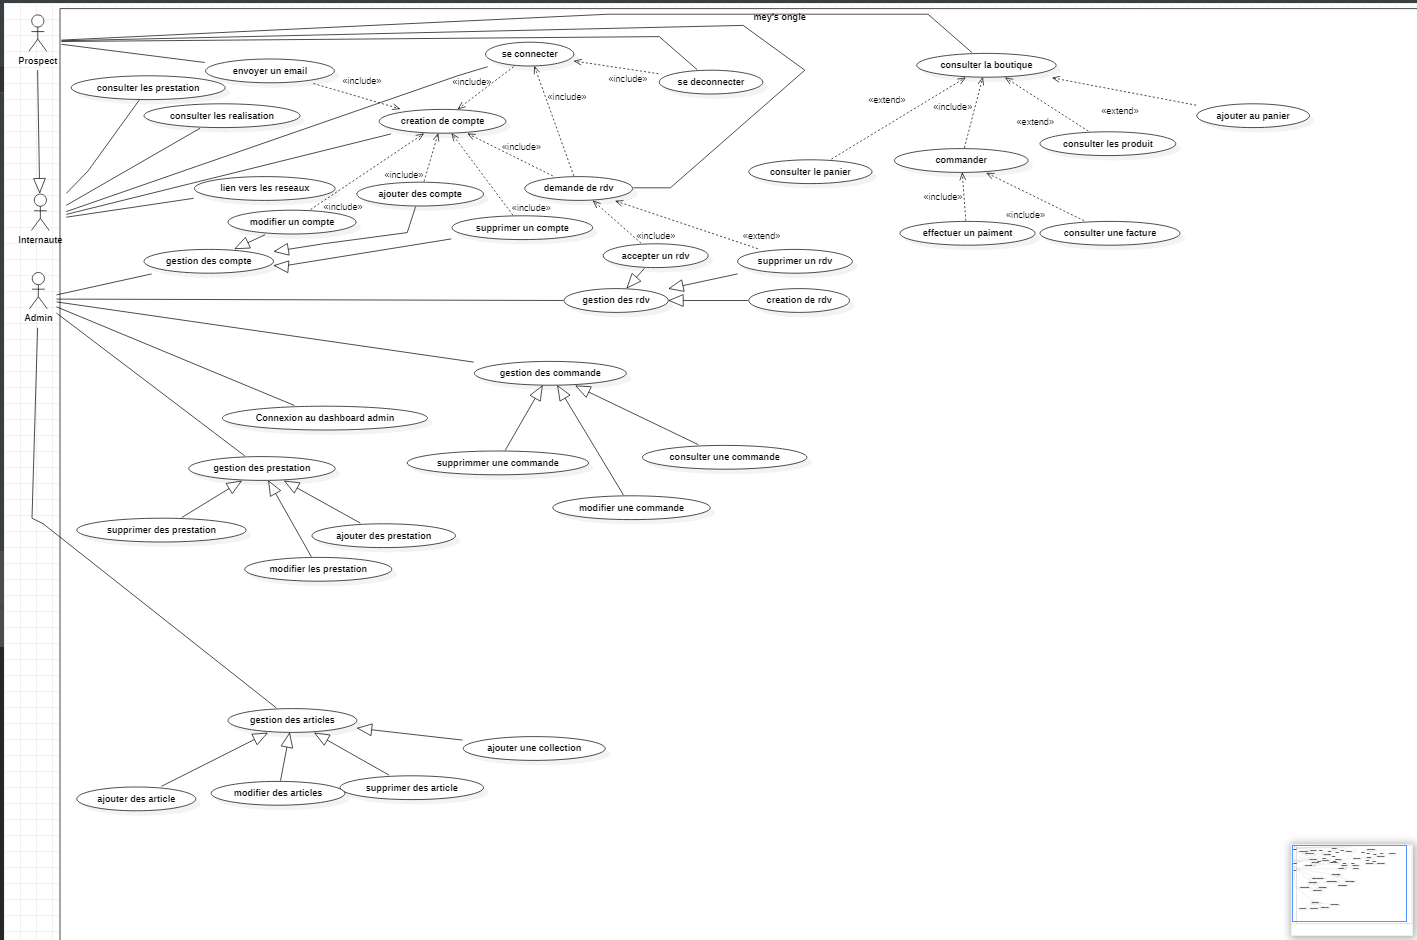 mey's ongle
Prospect
se connecter
consulter la boutique
envoyer un email
«include»
«include»
«include»
se deconnecter
consulter les prestation
«include»
«extend»
«include»
«extend»
«extend»
ajouter au panier
consulter les realisation
creation de compte
«include»
consulter les produit
commander
consulter le panier
«include»
lien vers les reseaux
ajouter des compte
demande de rdv
«include»
«include»
«include»
modifier un compte
supprimer un compte
«include»
Internaute
«include»
«extend»
effectuer un paiment
consulter une facture
gestion des compte
accepter un rdv
supprimer un rdv
gestion des rdv
creation de rdv
Admin
gestion des commande
Connexion au dashboard admin
supprimmer une commande
consulter une commande
gestion des prestation
modifier une commande
supprimer des prestation
ajouter des prestation
modifier les prestation
gestion des articles
ajouter une collection
ajouter des article
modifier des articles
supprimer des article